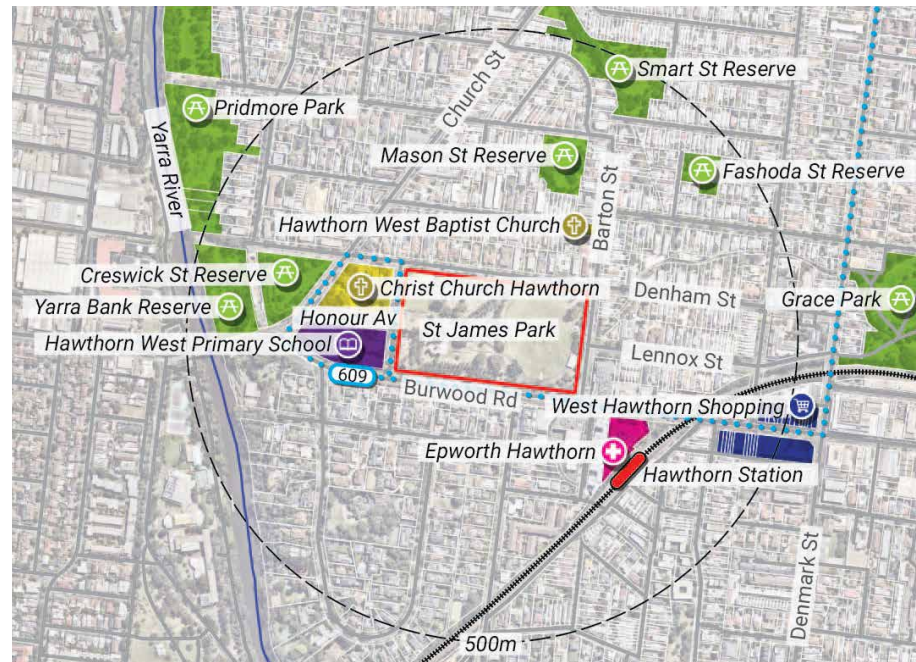 Smart St Reserve
Church St
Pridmore Park
Yarra River
Mason St Reserve
Fashoda St Reserve
Barton St
Hawthorn West Baptist Church
Creswick St Reserve
Christ Church Hawthorn
Denham St
Grace Park
Yarra Bank Reserve
Honour Av
St James Park
Hawthorn West Primary School
Lennox St
609
Burwood Rd
West Hawthorn Shopping
Epworth Hawthorn
Hawthorn Station
Denmark St
500m